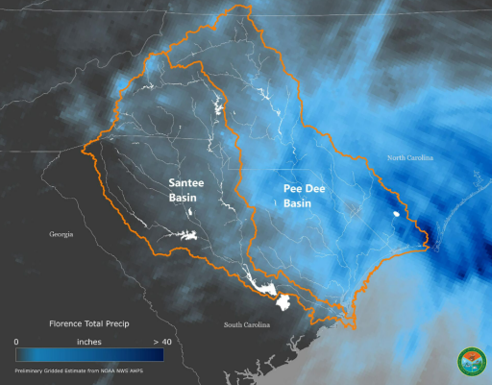 North Carolina
Santee
Basin
Pee Dee
Basin
Georgia
South Carolina
Florence Total Precip
0 inches > 40
Preliminary Gridded Estimate from NOAA NWS AHPS